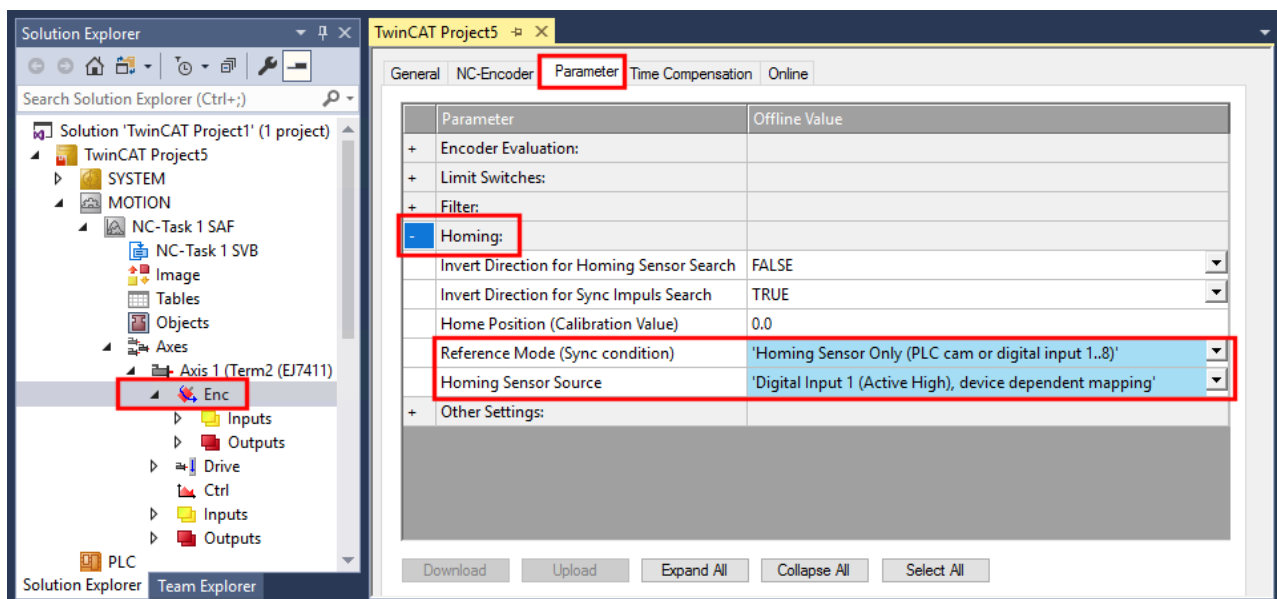 Solution Explorer
Search Solution Explorer (Ctrl+;)
Solution 'TwinCAT Project1' (1 project)
TwinCAT Project5
SYSTEM
MOTION
NC-Task 1 SAF
NC-Task 1 SVB
Image
Tables
Objects
Axes
Axis 1 (Term2 (EJ7411)
Enc
Inputs
Outputs
Drive
Ctrl
Inputs
Outputs
PLC
Solution Explorer Team Explorer
TwinCAT Project5
General NC-Encoder Parameter Time Compensation Online
Parameter Offline Value
+ Encoder Evaluation:
+ Limit Switches:
+ Filter:
- Homing:
Invert Direction for Homing Sensor Search FALSE
Invert Direction for Sync Impuls Search TRUE
Home Position (Calibration Value) 0.0
Reference Mode (Sync condition) 'Homing Sensor Only (PLC cam or digital input 1..8)'
Homing Sensor Source 'Digital Input 1 (Active High), device dependent mapping'
+ Other Settings:
Download Upload Expand All Collapse All Select All